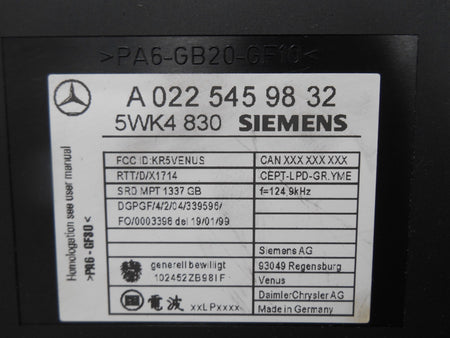 >PA6-GB20-GF10<
A 022 545 98 32
5WK4 830 SIEMENS
FCC ID:KR5VENUS
CAN XXX XXX XXX
RTT/D/X1714
CEPT-LPD-GR.YME
SRD MPT 1337 GB
f=124.9kHz
DGPGF/4/2/04/339596/
FO/0003398 del 19/01/99
Siemens AG
generell bewilligt
93049 Regensburg
102452ZB98IF
Venus
DaimlerChrysler AG
電波 xxLPxxxx
Made in Germany
Homologation see user manual
>PA6-GF30<